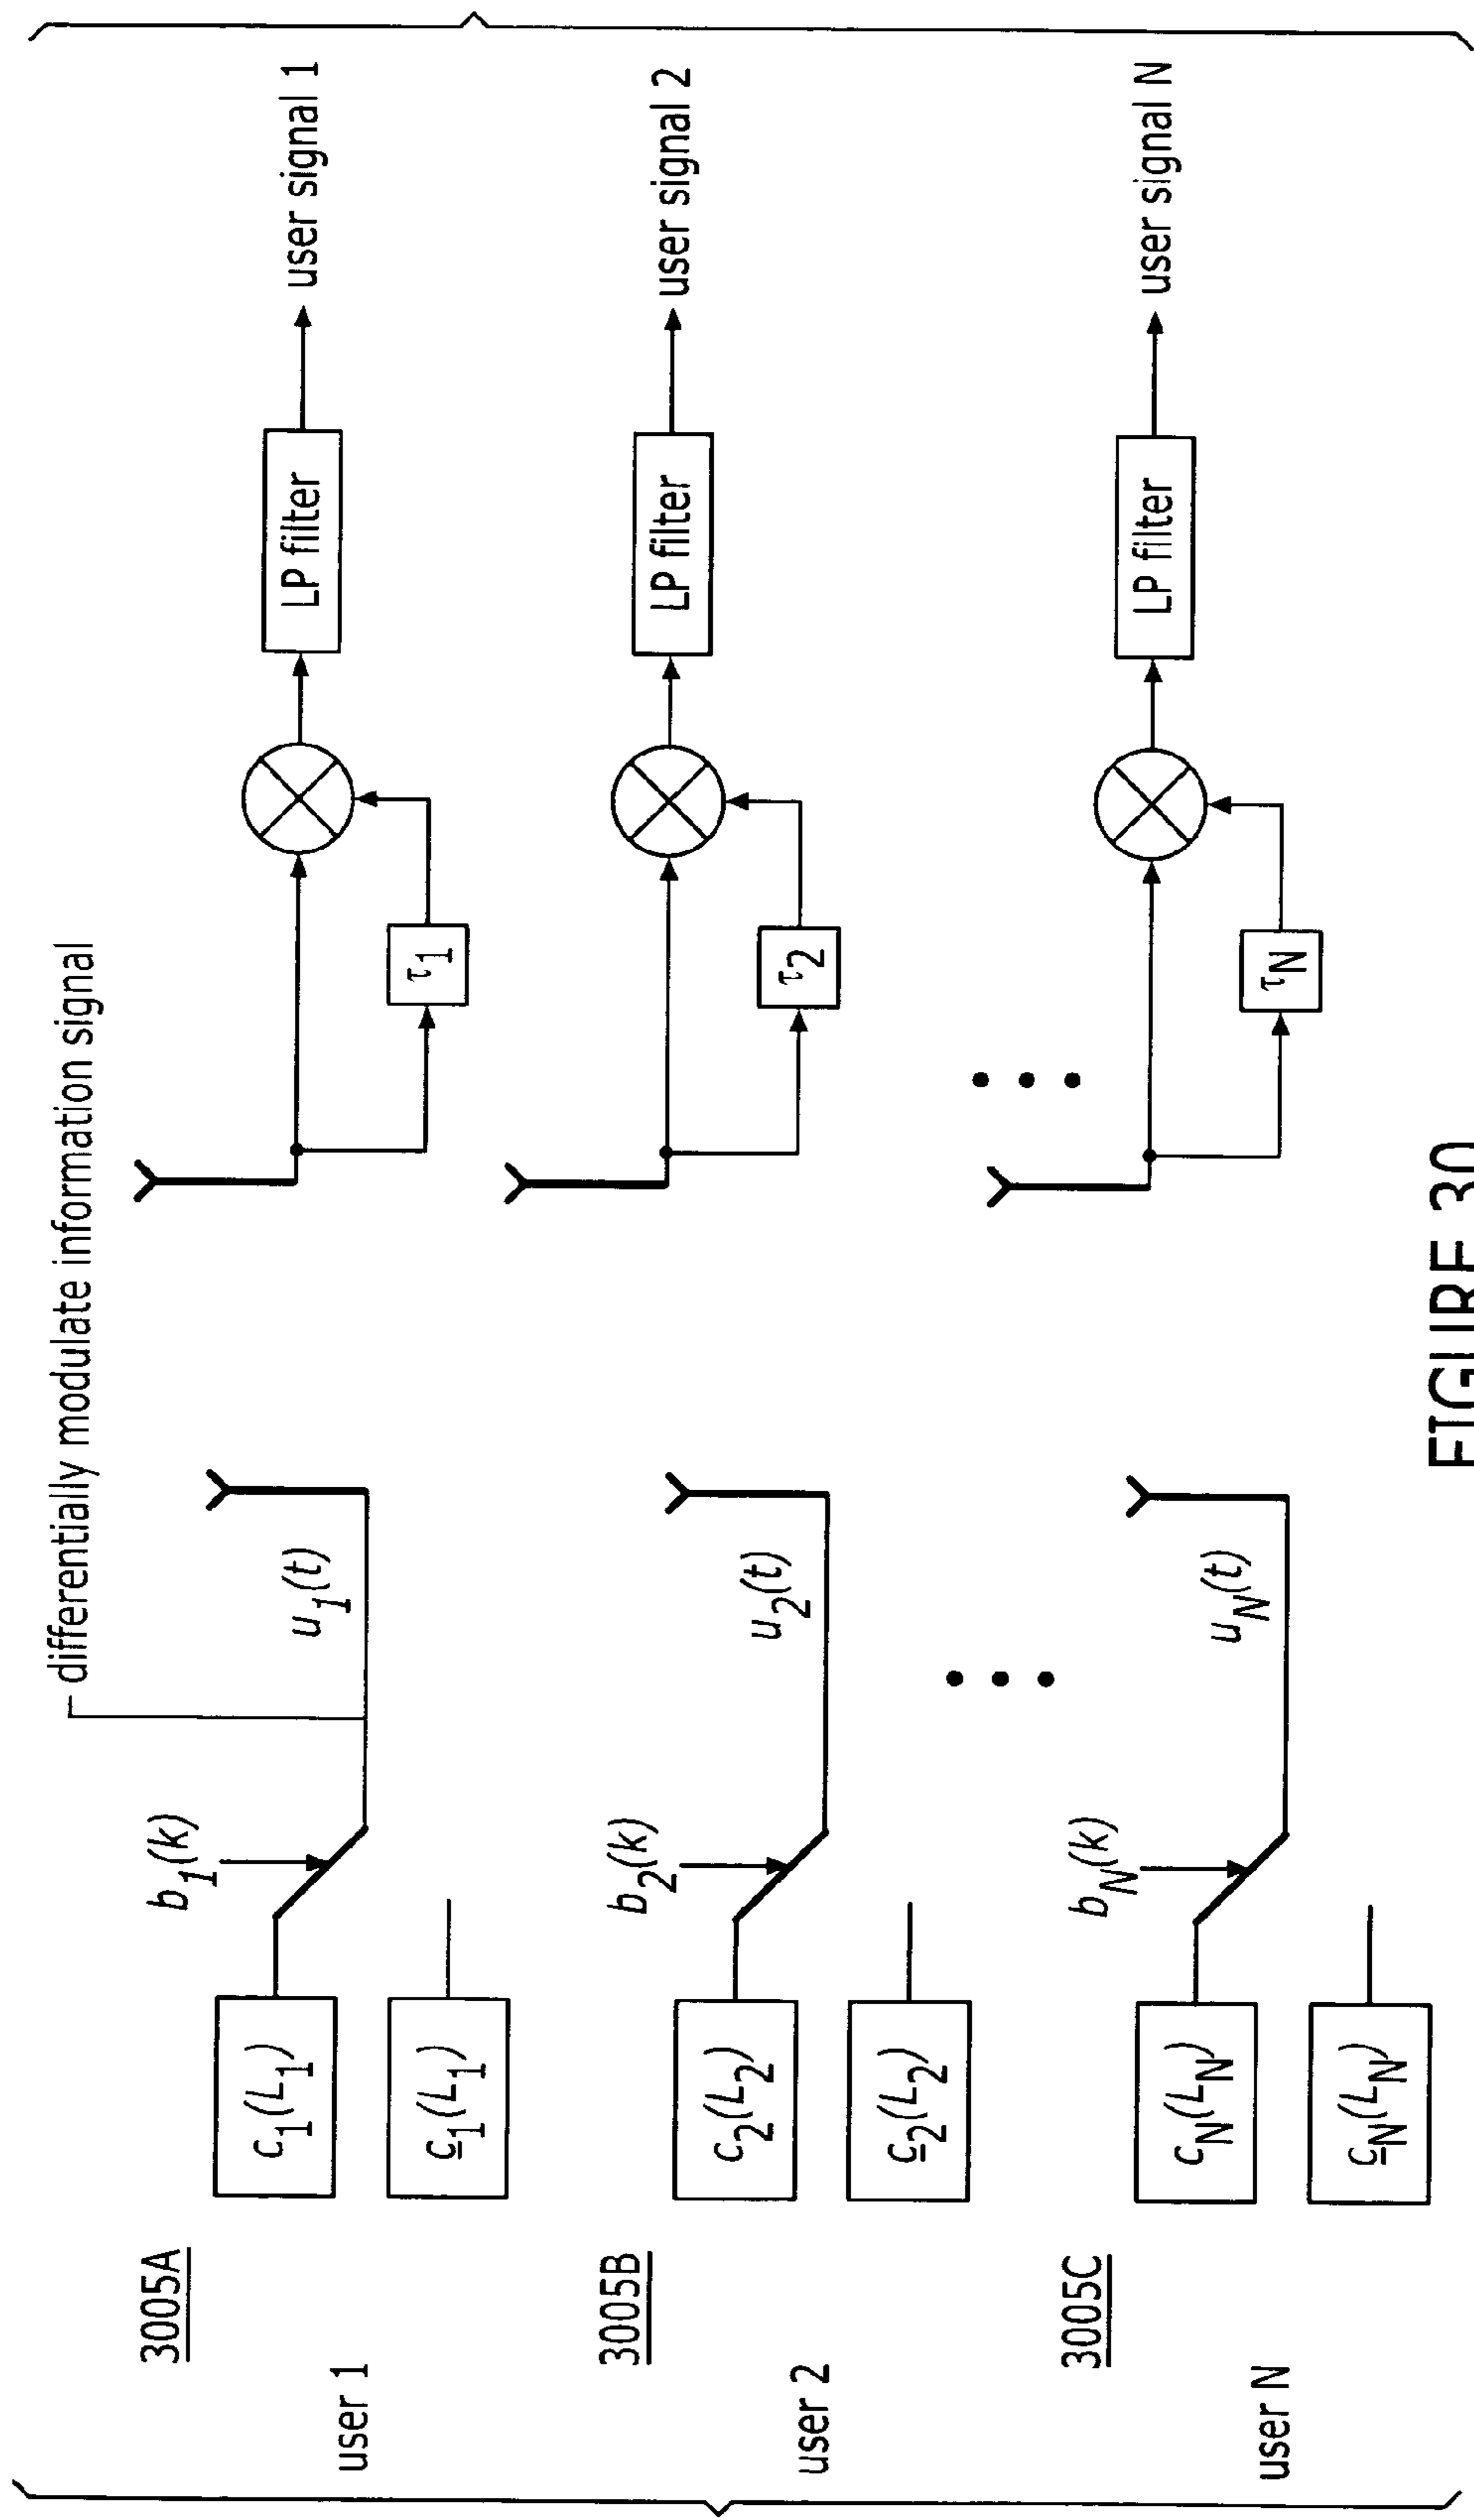 differentially modulate information signal
3005A
user 1
c1(L1)
c1(L1)
b1(k)
u1(t)
τ1
LP filter
user signal 1
3005B
user 2
c2(L2)
c2(L2)
b2(k)
u2(t)
τ2
LP filter
user signal 2
3005C
user N
cN(LN)
cN(LN)
bN(k)
uN(t)
τN
LP filter
user signal N
FIGURE 30